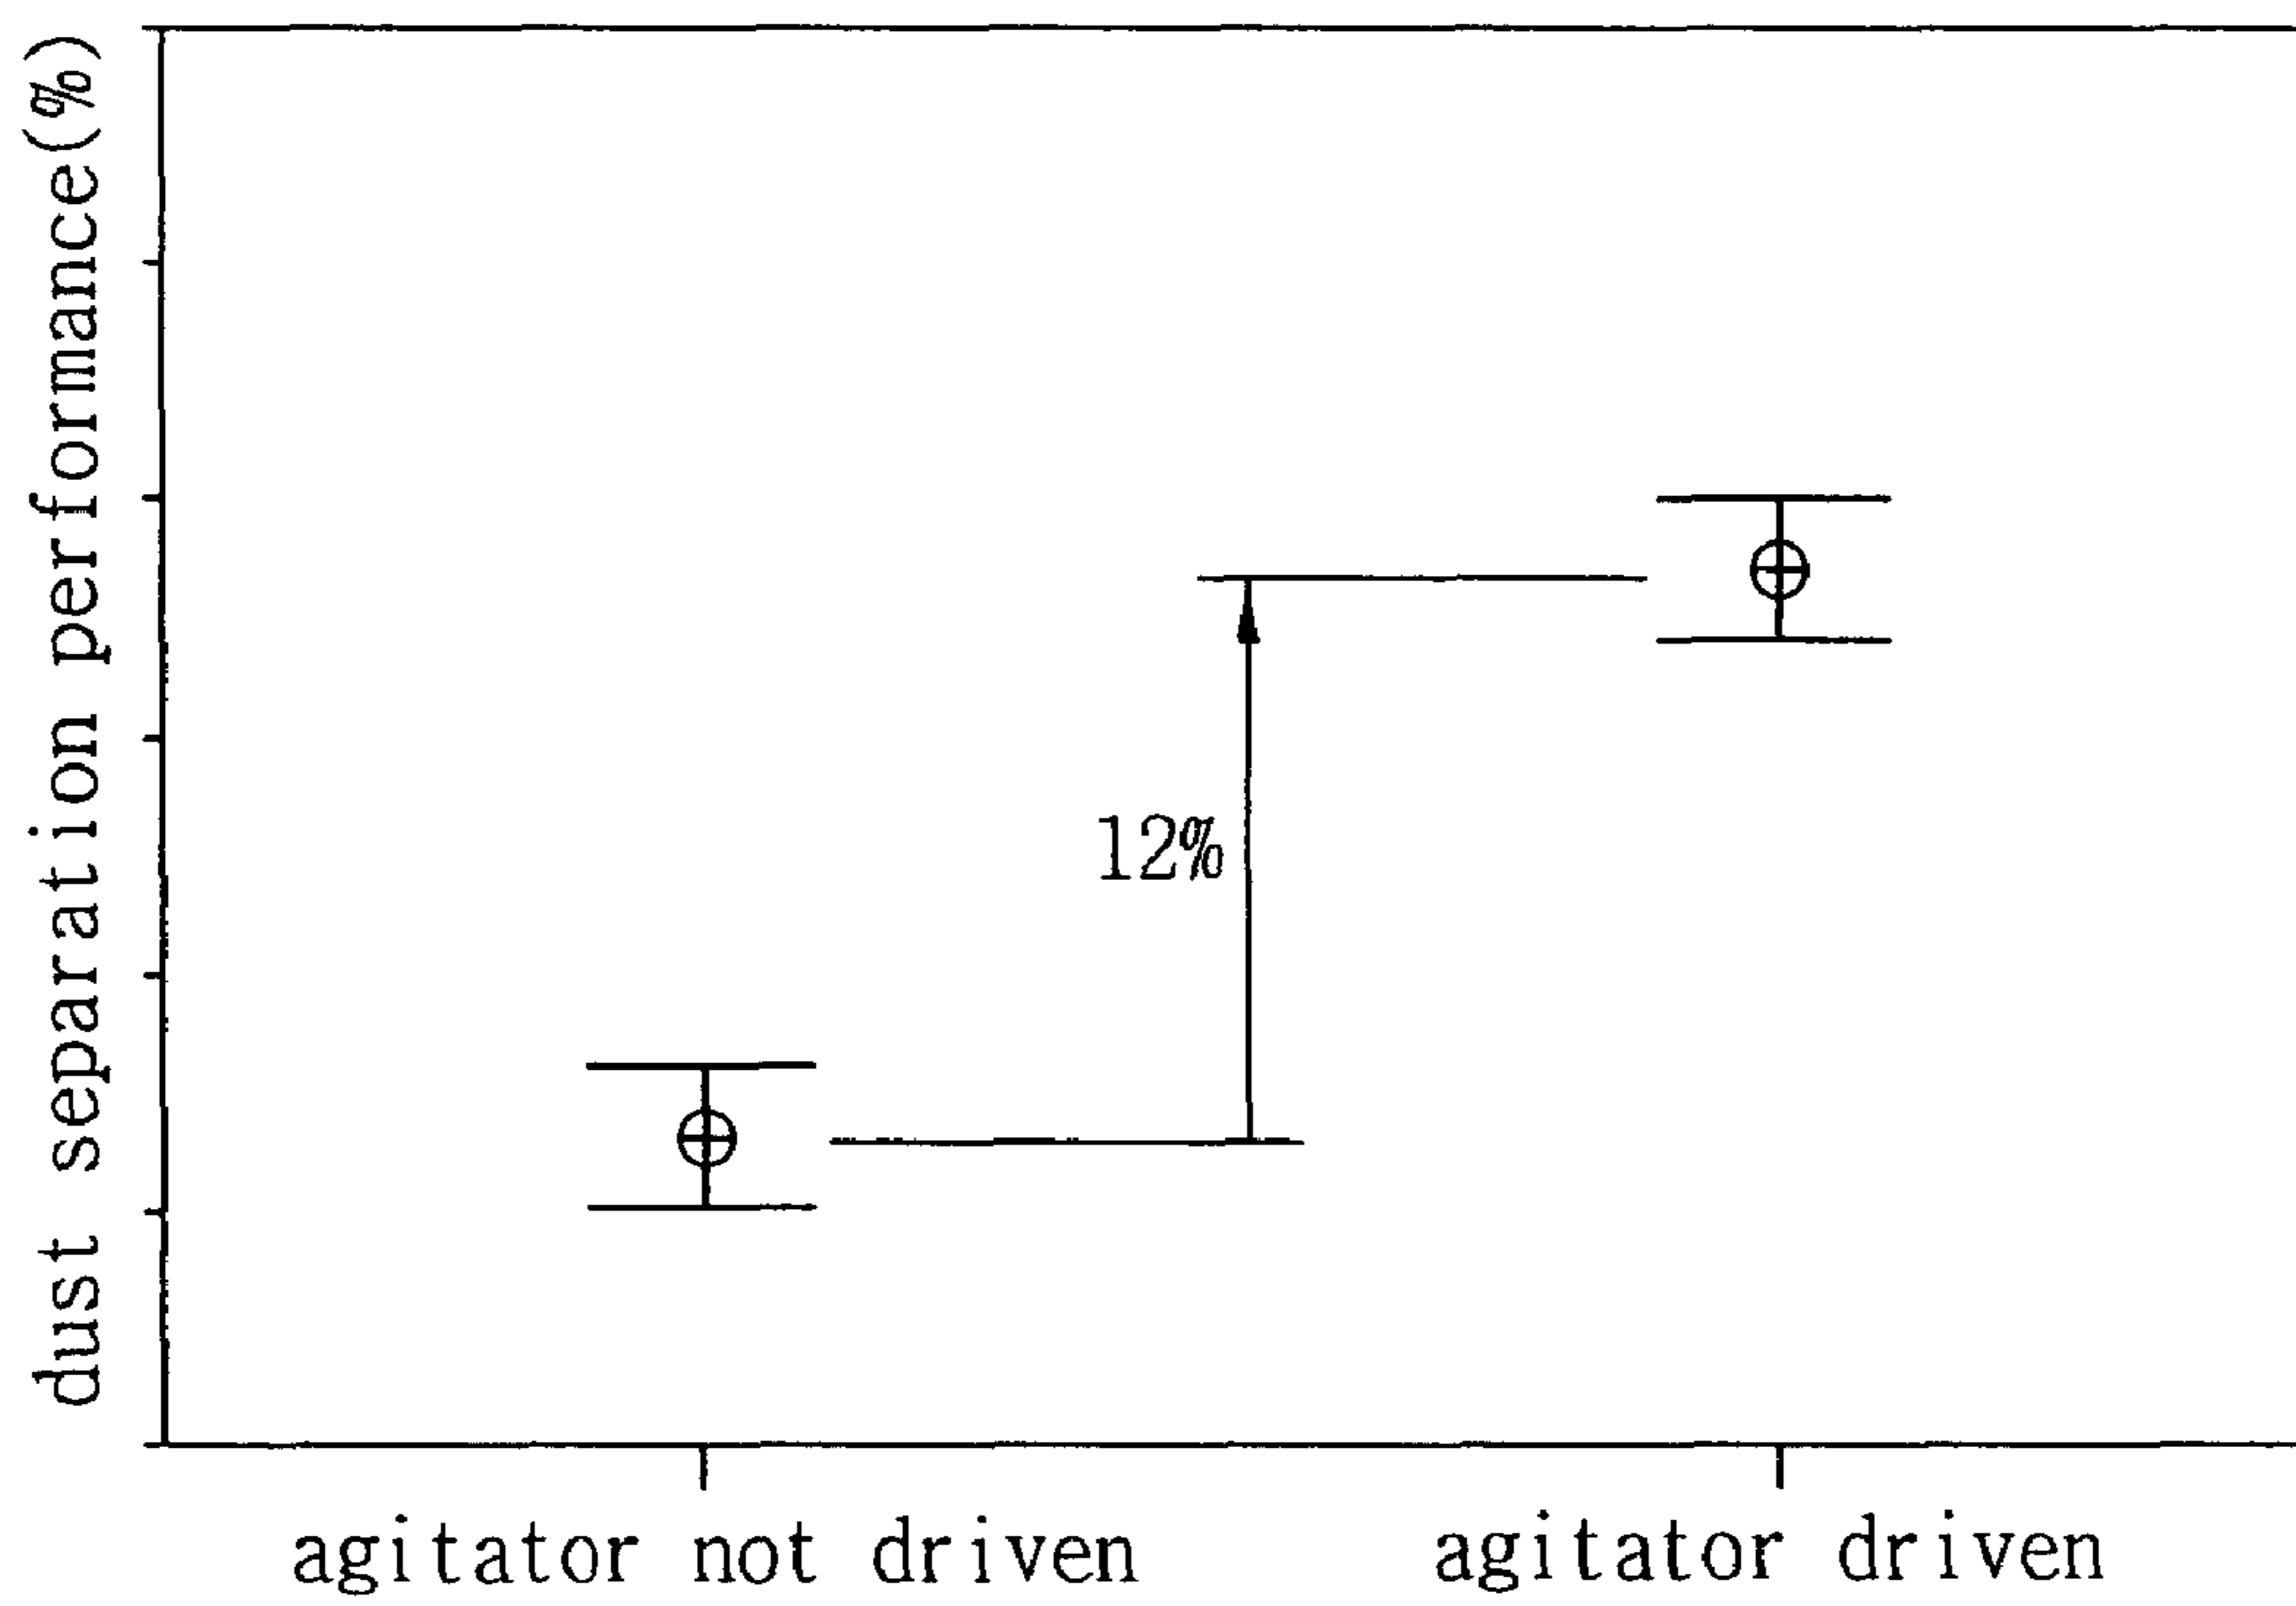 dust separation performance(%)
12%
agitator not driven
agitator driven